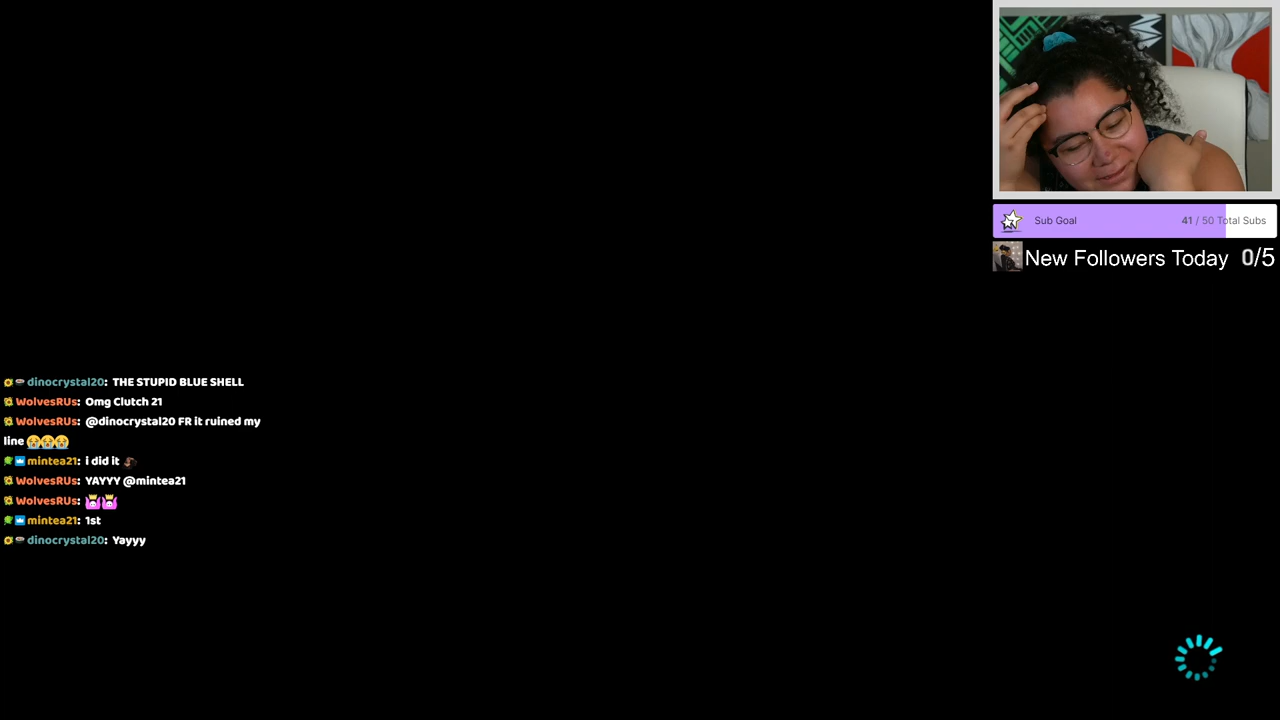 Sub Goal 41 / 50 Total Subs
New Followers Today 0/5
dinocrystal20: THE STUPID BLUE SHELL
WolvesRUs: Omg Clutch 21
WolvesRUs: @dinocrystal20 FR it ruined my
line 😭😭😭
mintea21: i did it
WolvesRUs: YAYYY @mintea21
WolvesRUs:
mintea21: 1st
dinocrystal20: Yayyy